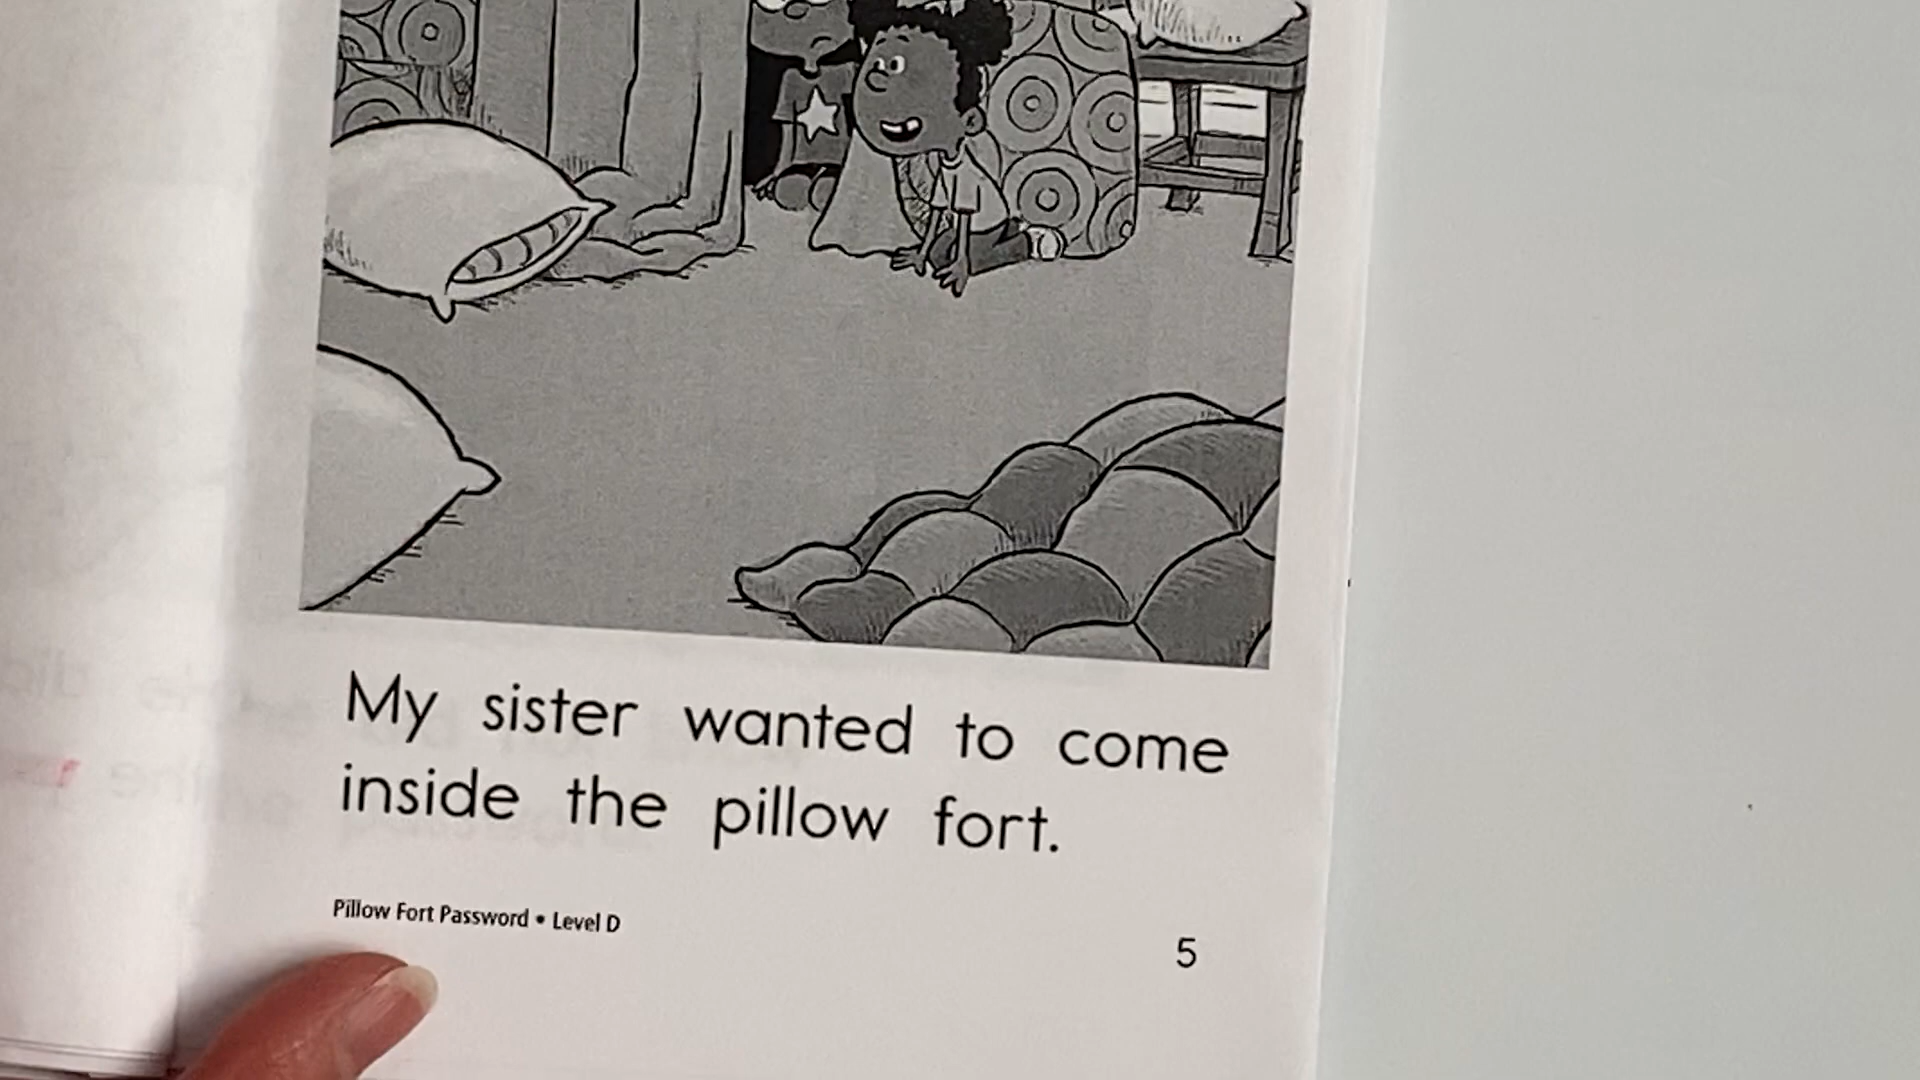 My sister wanted to come
inside the pillow fort.
Pillow Fort Password • Level D
5